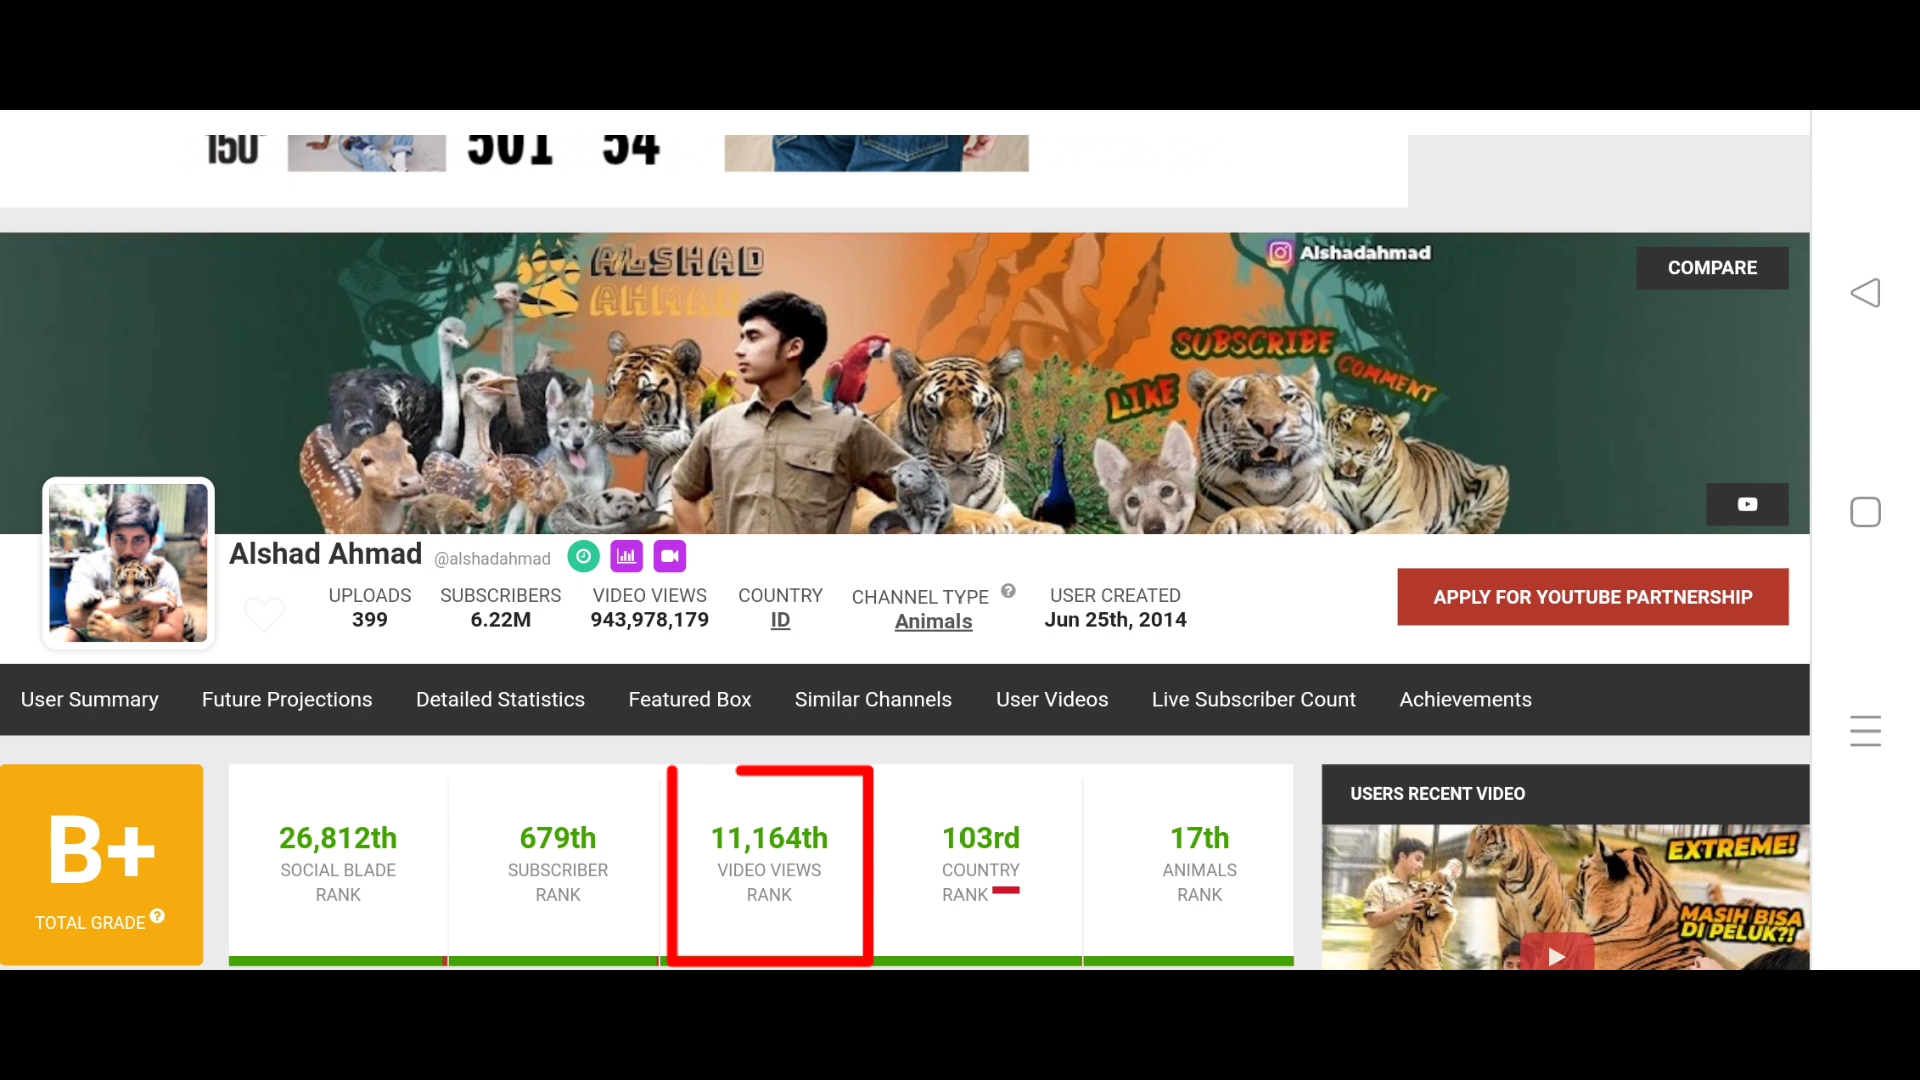 150
501 54
ALSHAD
AHMAD
Alshadahmad
COMPARE
SUBSCRIBE
COMMENT
LIKE
Alshad Ahmad @alshadahmad
UPLOADS SUBSCRIBERS VIDEO VIEWS COUNTRY CHANNEL TYPE ? USER CREATED
399 6.22M 943,978,179 ID Animals Jun 25th, 2014
APPLY FOR YOUTUBE PARTNERSHIP
User Summary Future Projections Detailed Statistics Featured Box Similar Channels User Videos Live Subscriber Count Achievements
B+
TOTAL GRADE ?
26,812th
SOCIAL BLADE
RANK
679th
SUBSCRIBER
RANK
11,164th
VIDEO VIEWS
RANK
103rd
COUNTRY
RANK
17th
ANIMALS
RANK
USERS RECENT VIDEO
EXTREME!
MASIH BISA
DI PELUK?!